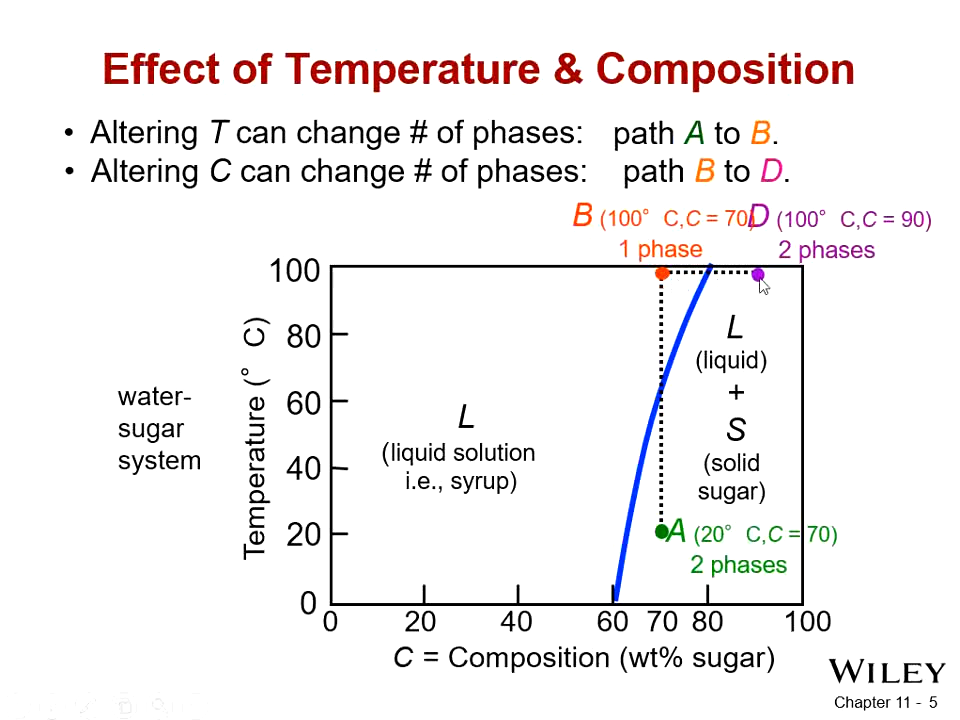 Effect of Temperature & Composition
• Altering T can change # of phases: path A to B.
• Altering C can change # of phases: path B to D.
B (100° C,C = 70) D (100° C,C = 90)
1 phase 2 phases
100
80
60
40
20
0
Temperature (° C)
water-
sugar
system
L
(liquid solution
i.e., syrup)
L
(liquid)
+
S
(solid
sugar)
A (20° C,C = 70)
2 phases
0 20 40 60 70 80 100
C = Composition (wt% sugar)
WILEY
Chapter 11 - 5